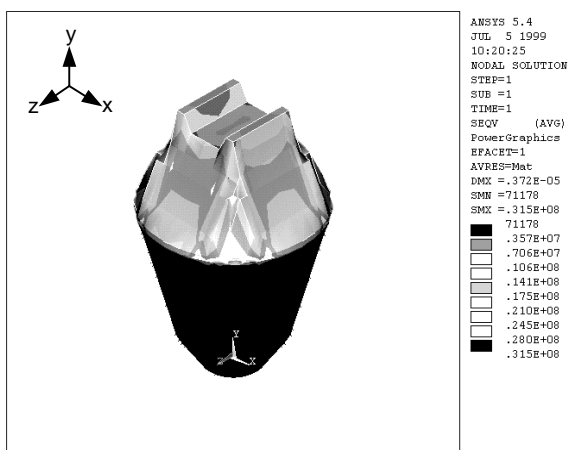 y
z
x
Y
Z
X
ANSYS 5.4
JUL 5 1999
10:20:25
NODAL SOLUTION
STEP=1
SUB =1
TIME=1
SEQV (AVG)
PowerGraphics
EFACET=1
AVRES=Mat
DMX =.372E-05
SMN =71178
SMX =.315E+08
71178
.357E+07
.706E+07
.106E+08
.141E+08
.175E+08
.210E+08
.245E+08
.280E+08
.315E+08